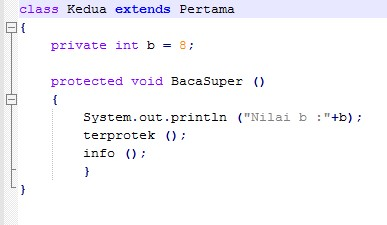 class Kedua extends Pertama
{
private int b = 8;
protected void BacaSuper ()
{
System.out.println ("Nilai b :"+b);
terprotek ();
info ();
}
}